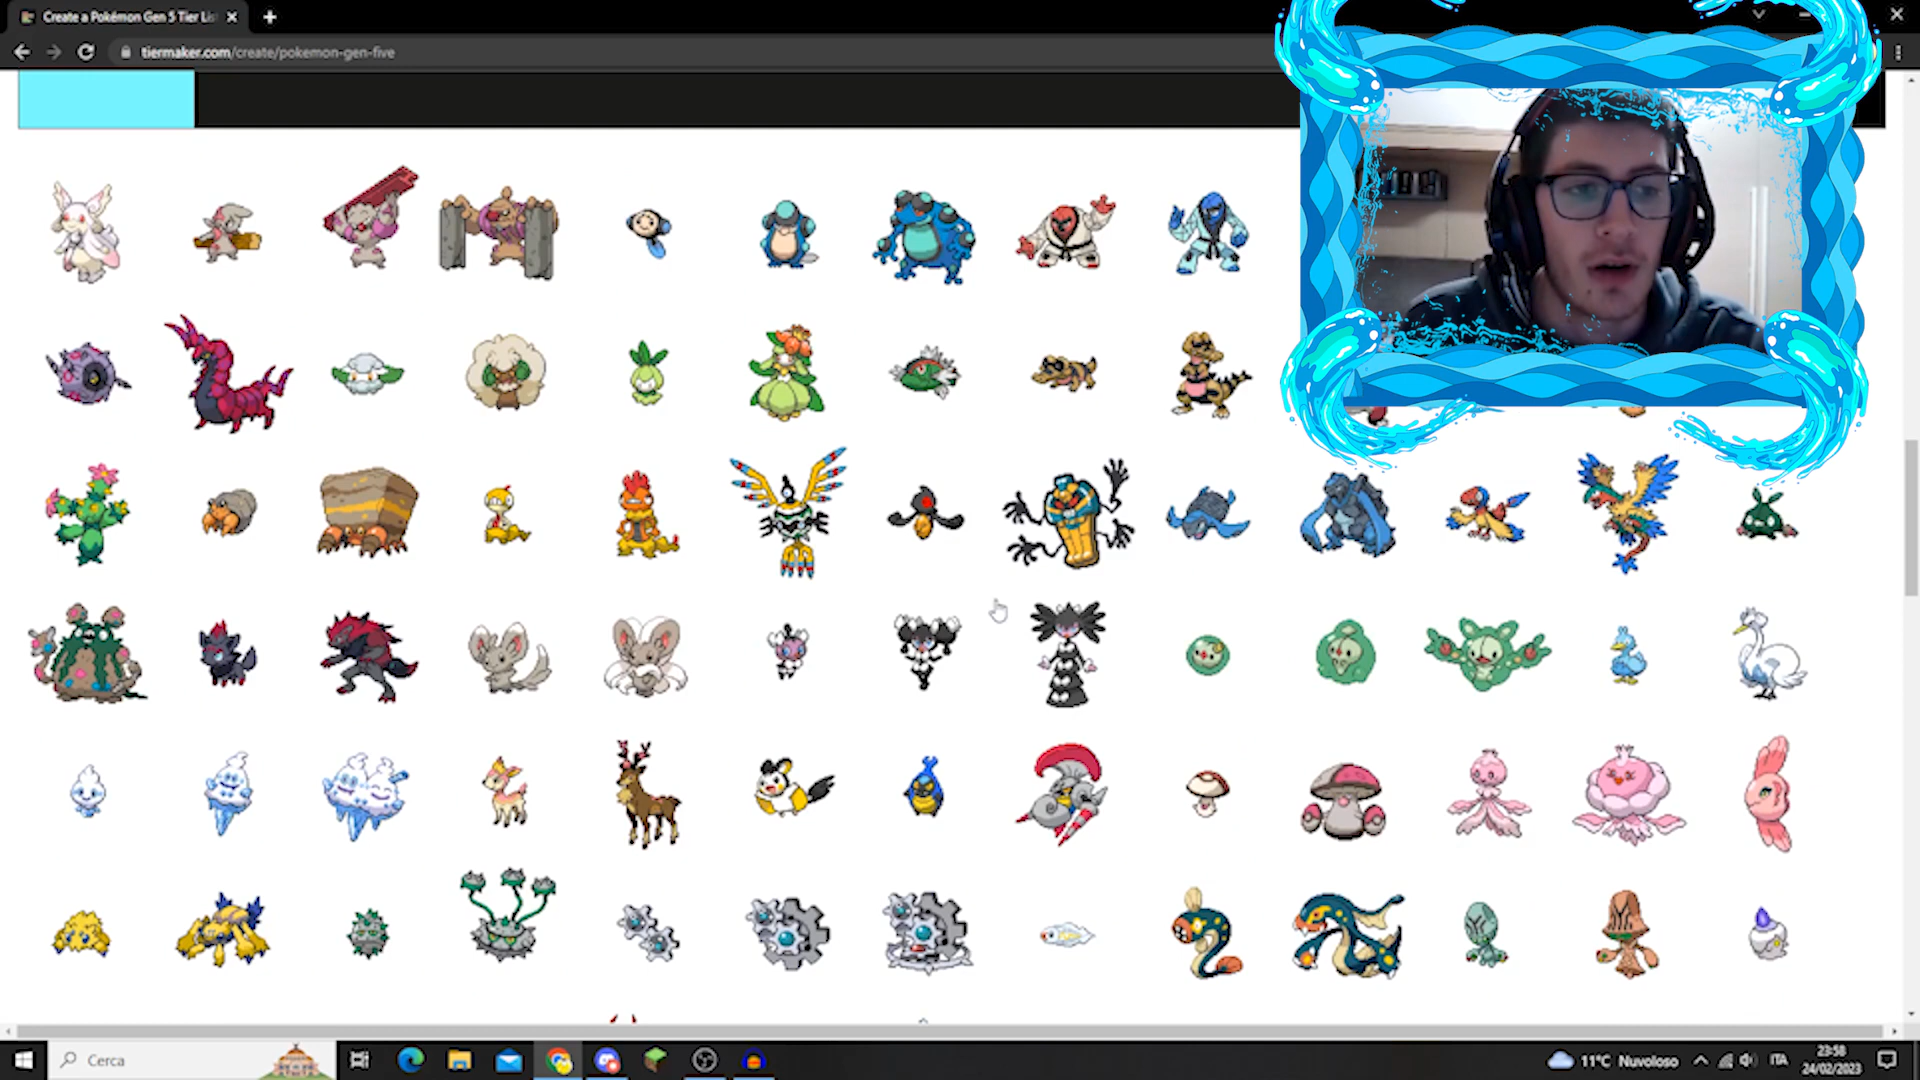 Create a Pokémon Gen 5 Tier Lis
tiermaker.com/create/pokemon-gen-five
Cerca
11°C Nuvoloso
ITA
23:58
24/02/2023